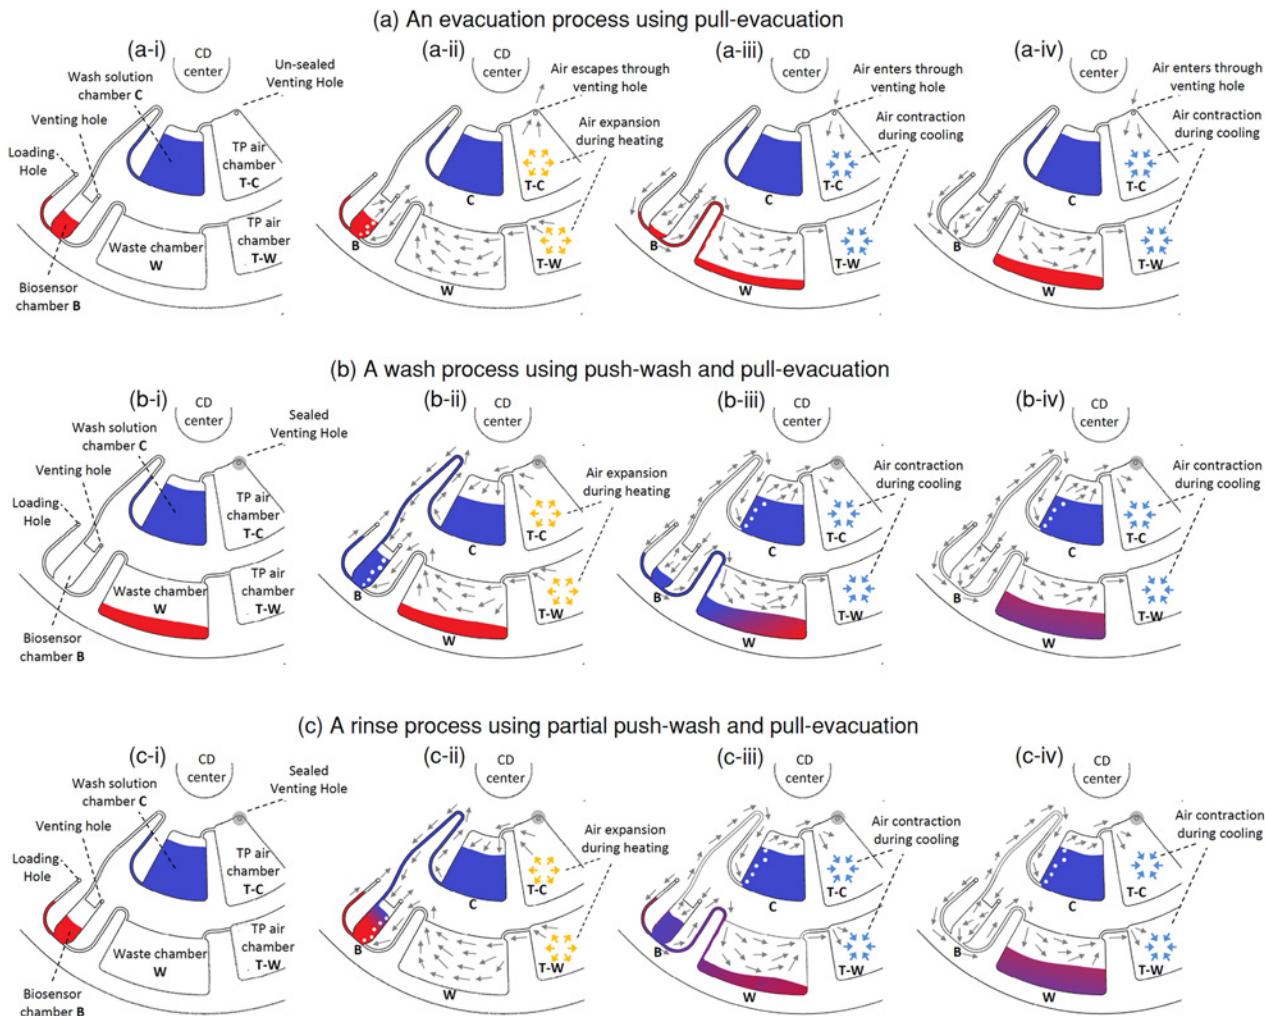 (a) An evacuation process using pull-evacuation
(a-i)
CD
center
Wash solution
chamber C
Un-sealed
Venting Hole
Venting hole
Loading
Hole
TP air
chamber
T-C
TP air
chamber
T-W
Waste chamber
W
Biosensor
chamber B
(a-ii)
CD
center
Air escapes through
venting hole
Air expansion
during heating
T-C
C
B
T-W
W
(a-iii)
CD
center
Air enters through
venting hole
Air contraction
during cooling
T-C
C
B
T-W
W
(a-iv)
CD
center
Air enters through
venting hole
Air contraction
during cooling
T-C
C
B
T-W
W
(b) A wash process using push-wash and pull-evacuation
(b-i)
CD
center
Wash solution
chamber C
Sealed
Venting Hole
Venting hole
Loading
Hole
TP air
chamber
T-C
TP air
chamber
T-W
Waste chamber
W
Biosensor
chamber B
(b-ii)
CD
center
Air expansion
during heating
T-C
C
B
T-W
W
(b-iii)
CD
center
Air contraction
during cooling
T-C
C
B
T-W
W
(b-iv)
CD
center
Air contraction
during cooling
T-C
C
B
T-W
W
(c) A rinse process using partial push-wash and pull-evacuation
(c-i)
CD
center
Wash solution
chamber C
Sealed
Venting Hole
Venting hole
Loading
Hole
TP air
chamber
T-C
TP air
chamber
T-W
Waste chamber
W
Biosensor
chamber B
(c-ii)
CD
center
Air expansion
during heating
T-C
C
B
T-W
W
(c-iii)
CD
center
Air contraction
during cooling
T-C
C
B
T-W
W
(c-iv)
CD
center
Air contraction
during cooling
T-C
C
B
T-W
W